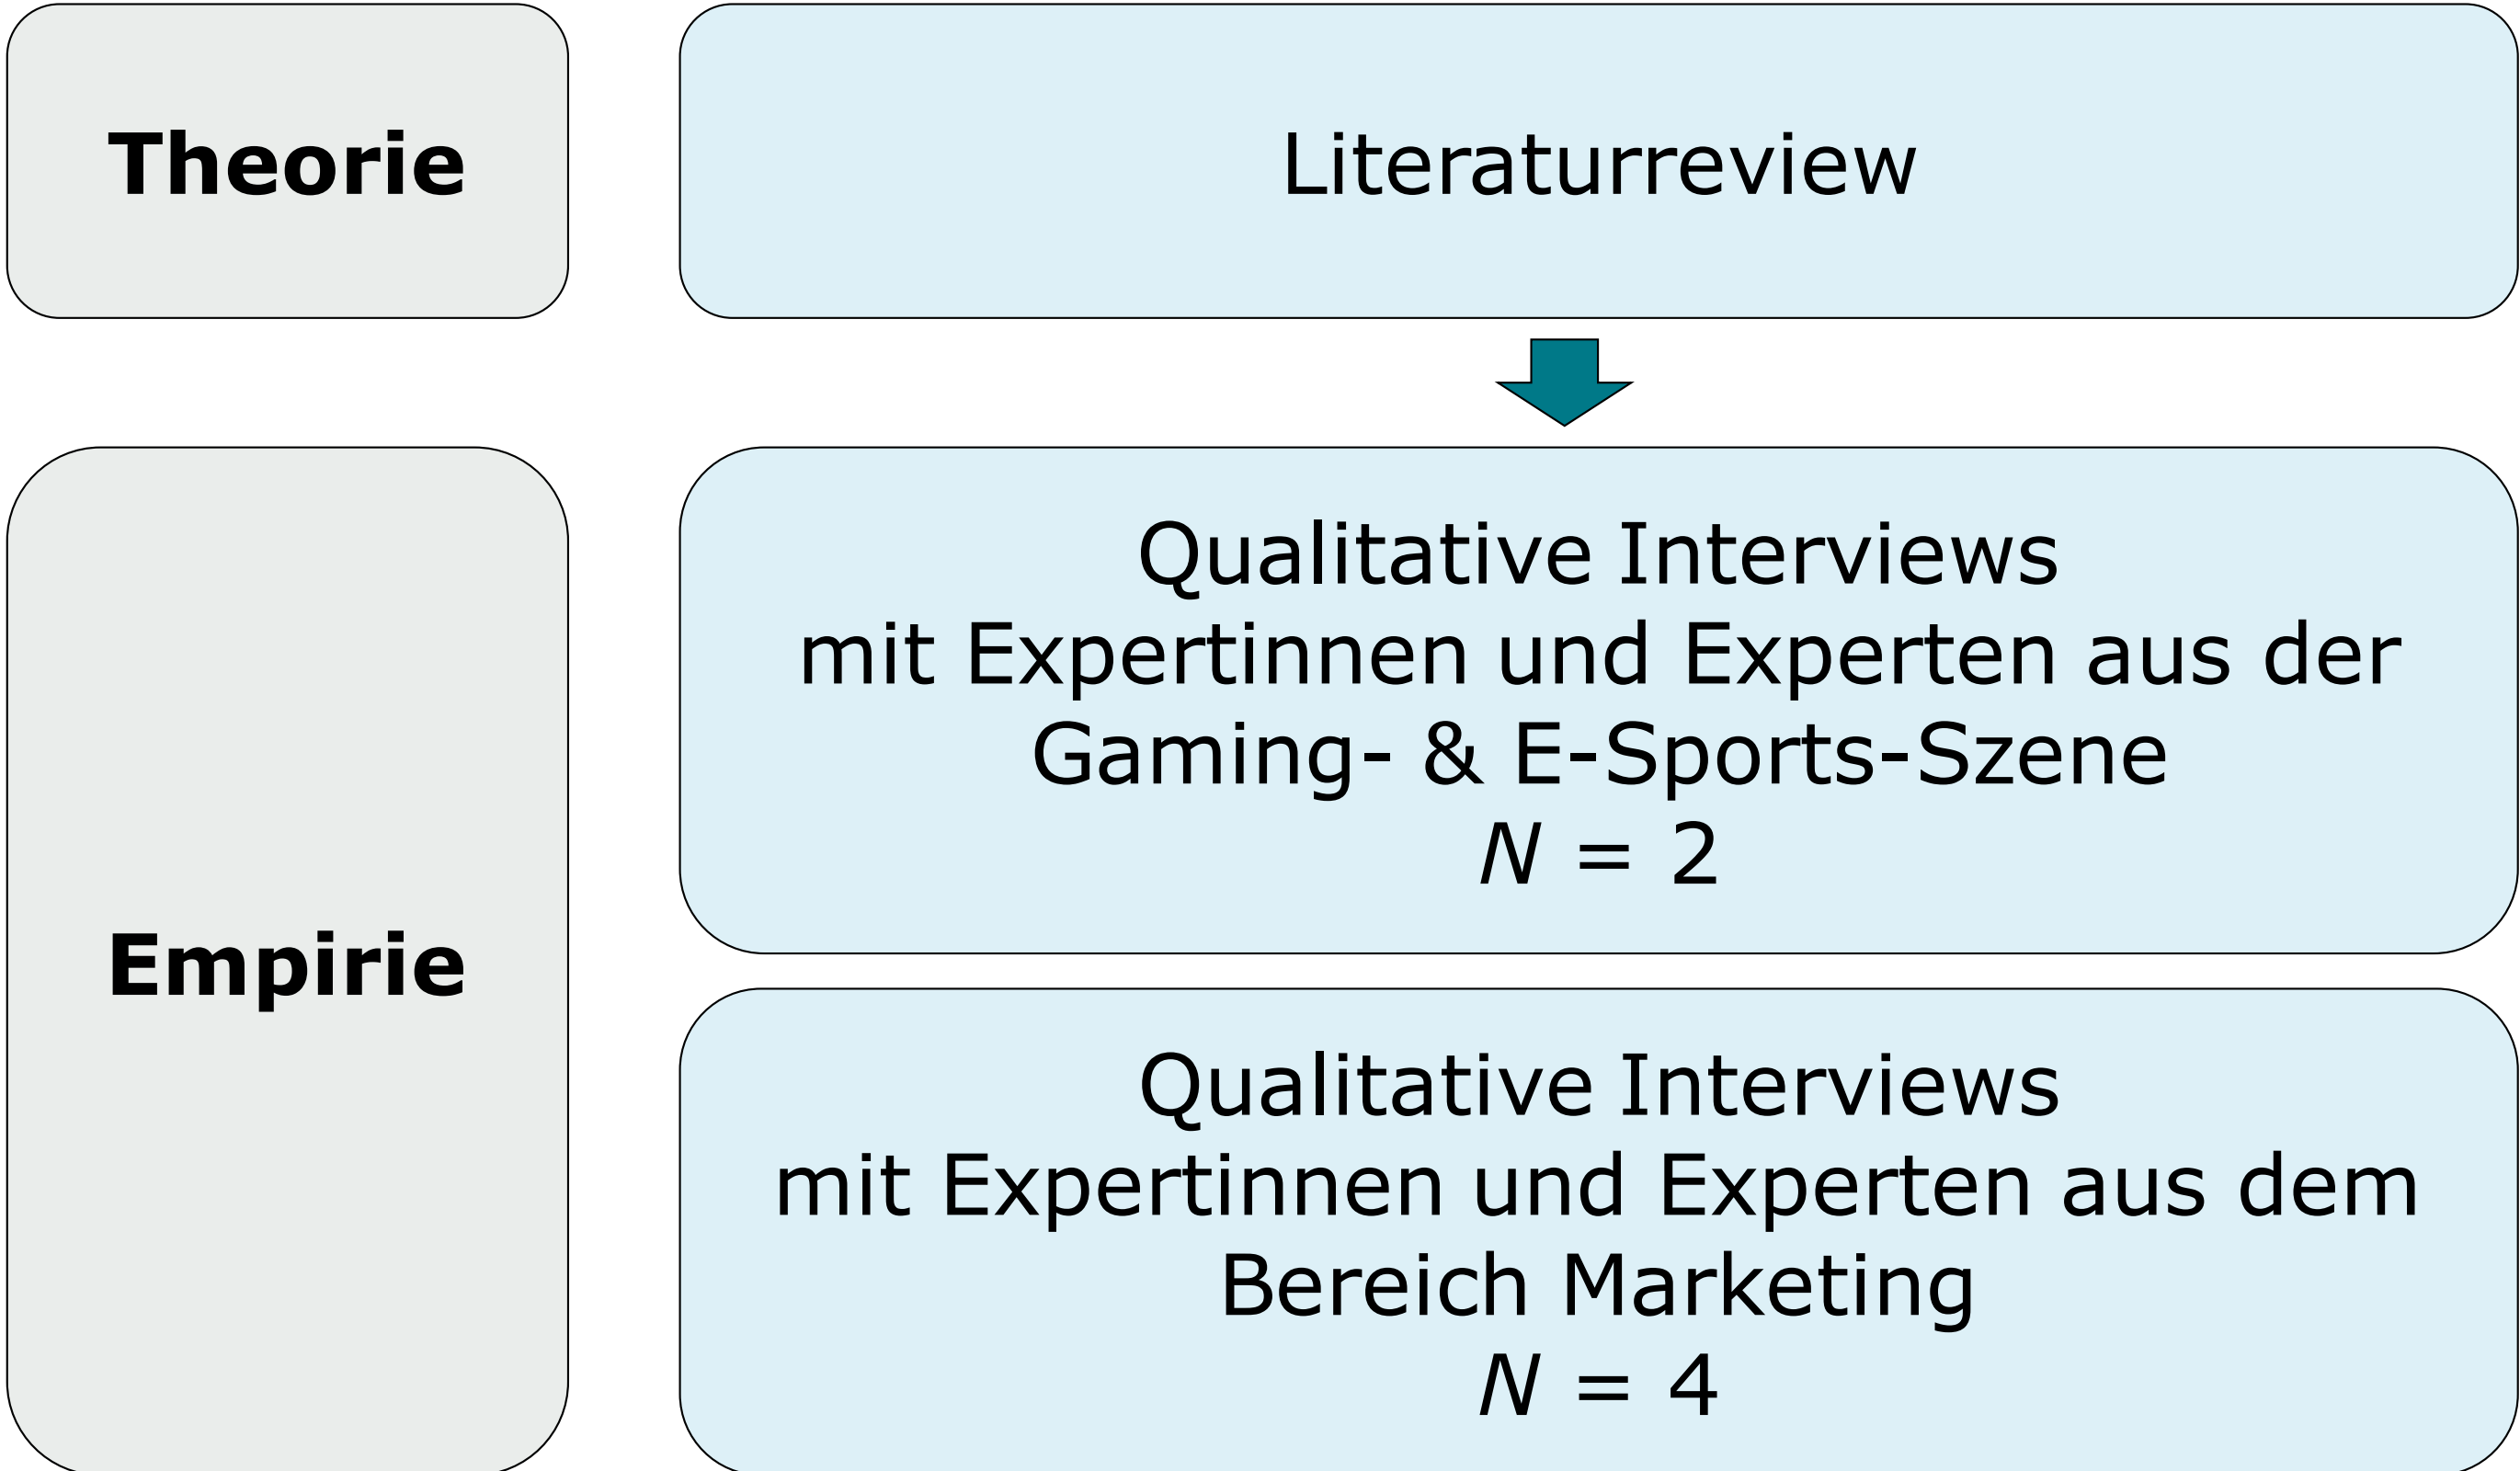 Theorie
Literaturreview
Empirie
Qualitative Interviews
mit Expertinnen und Experten aus der
Gaming- & E-Sports-Szene
N = 2
Qualitative Interviews
mit Expertinnen und Experten aus dem
Bereich Marketing
N = 4